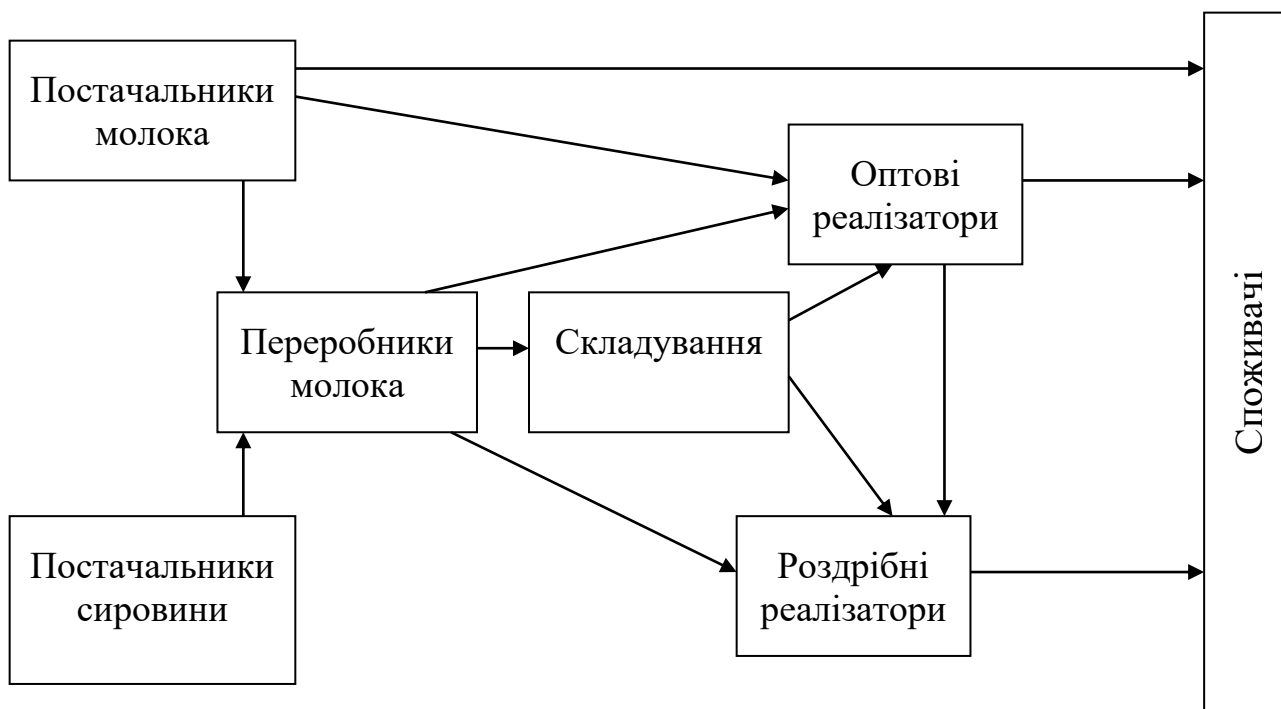 Постачальники
молока
Оптові
реалізатори
Переробники
молока
Складування
Споживачі
Постачальники
сировини
Роздрібні
реалізатори